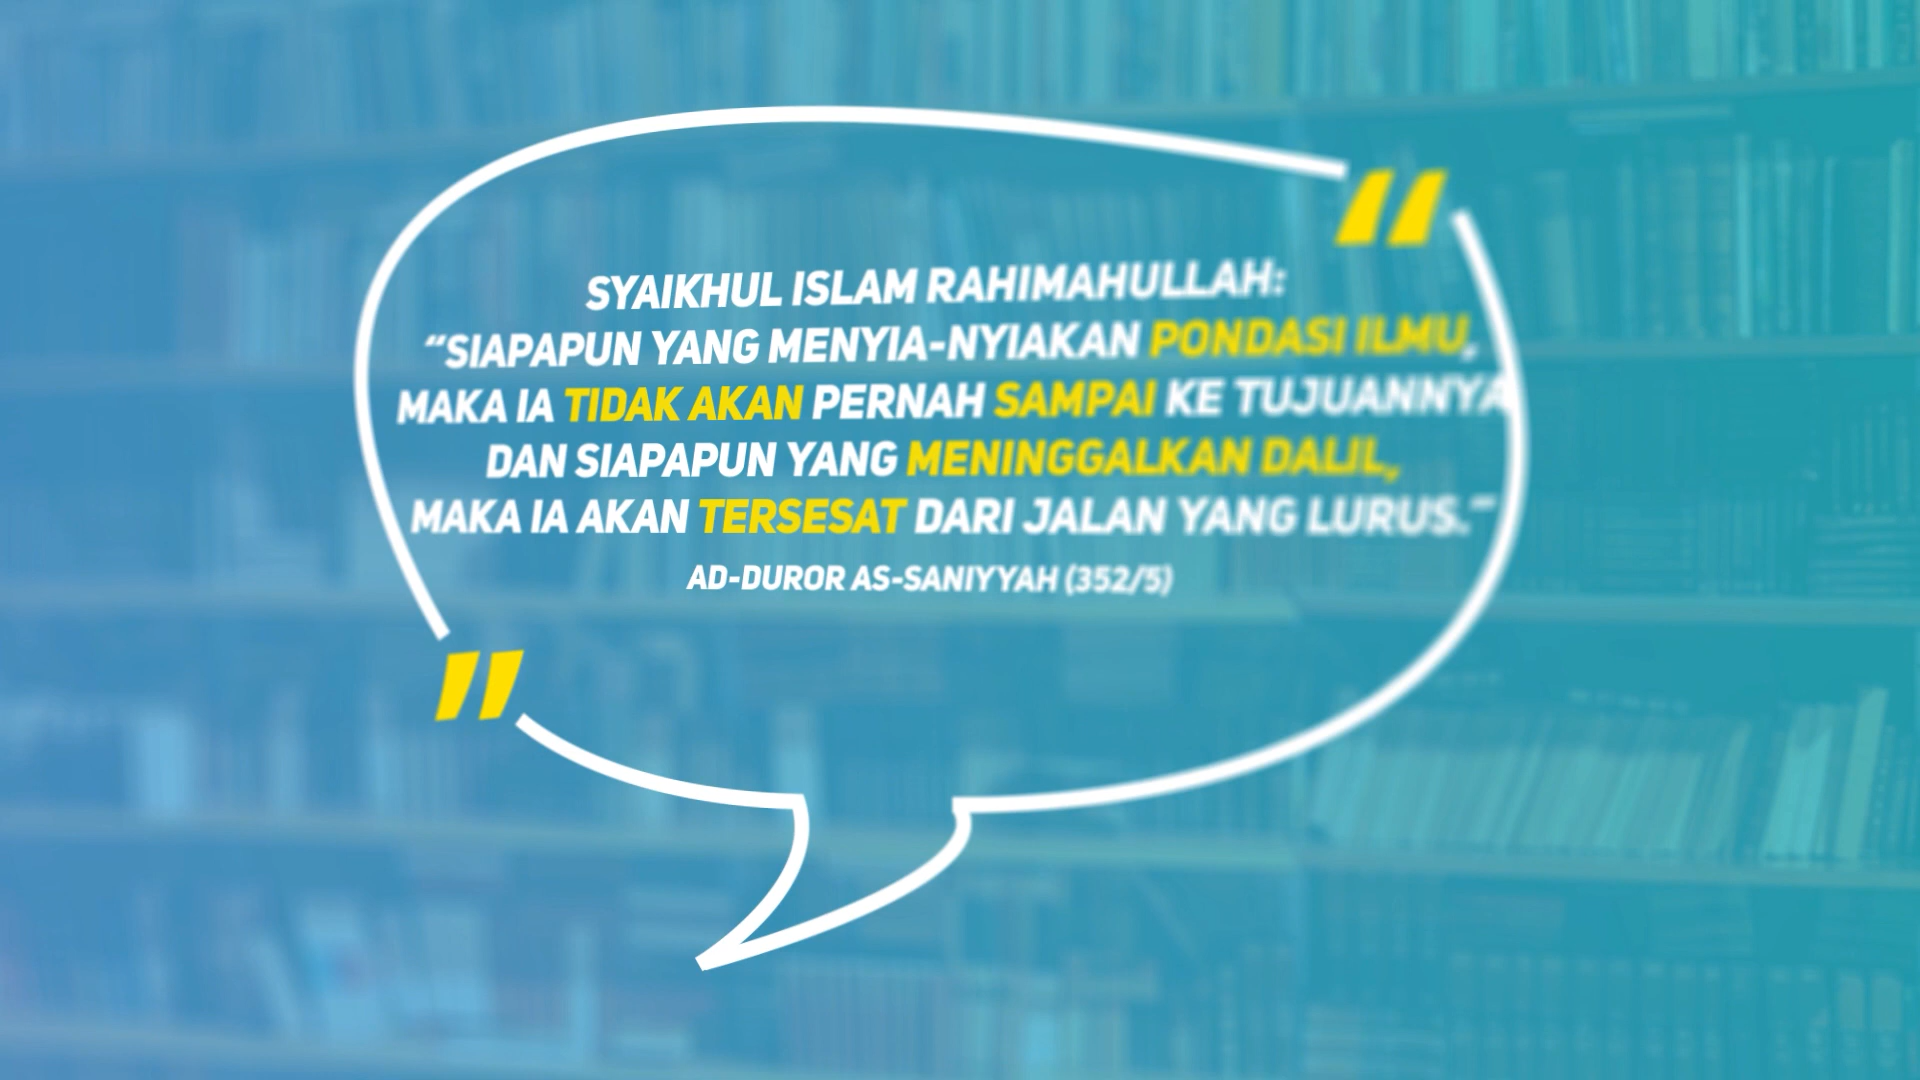 SYAIKHUL ISLAM RAHIMAHULLAH:
“SIAPAPUN YANG MENYIA-NYIAKAN PONDASI ILMU,
MAKA IA TIDAK AKAN PERNAH SAMPAI KE TUJUANNYA
DAN SIAPAPUN YANG MENINGGALKAN DALIL,
MAKA IA AKAN TERSESAT DARI JALAN YANG LURUS.”
AD-DUROR AS-SANIYYAH (352/5)